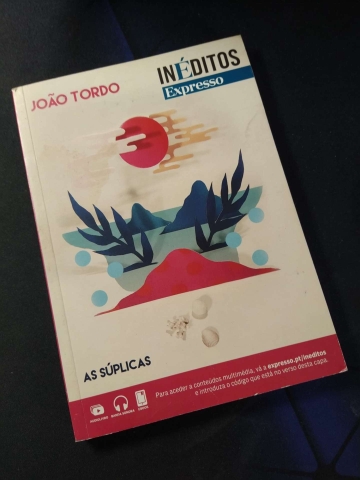 JOÃO TORDO
INÉDITOS
Expresso
AS SÚPLICAS
Para aceder a conteúdos multimédia, vá a expresso.pt/ineditos
e introduza o código que está no verso desta capa.